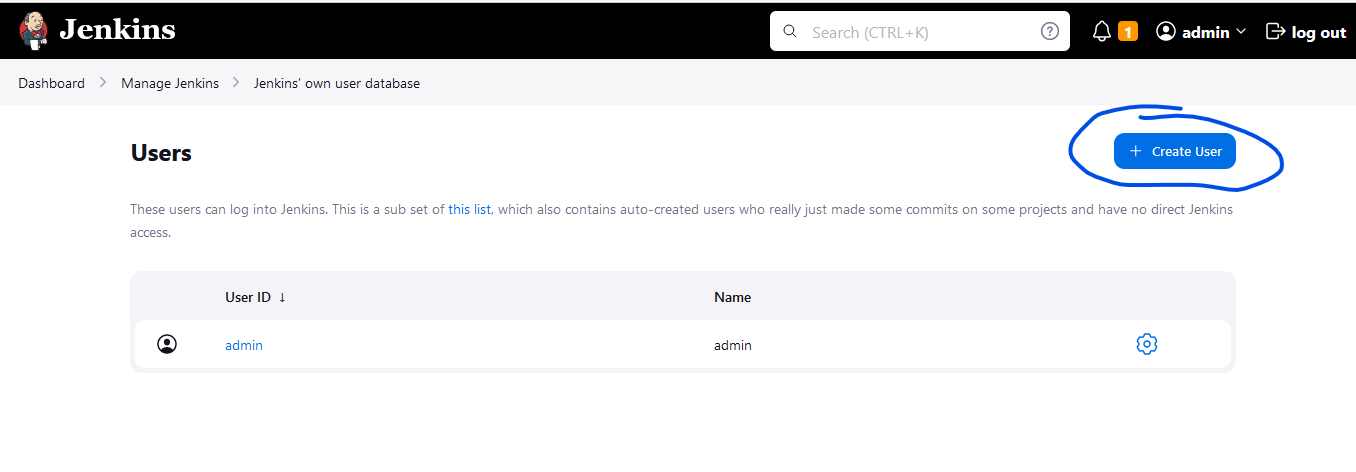 Jenkins
Search (CTRL+K)
1
admin
log out
Dashboard > Manage Jenkins > Jenkins' own user database
Users
+ Create User
These users can log into Jenkins. This is a sub set of this list, which also contains auto-created users who really just made some commits on some projects and have no direct Jenkins
access.
User ID ↓ Name
admin admin